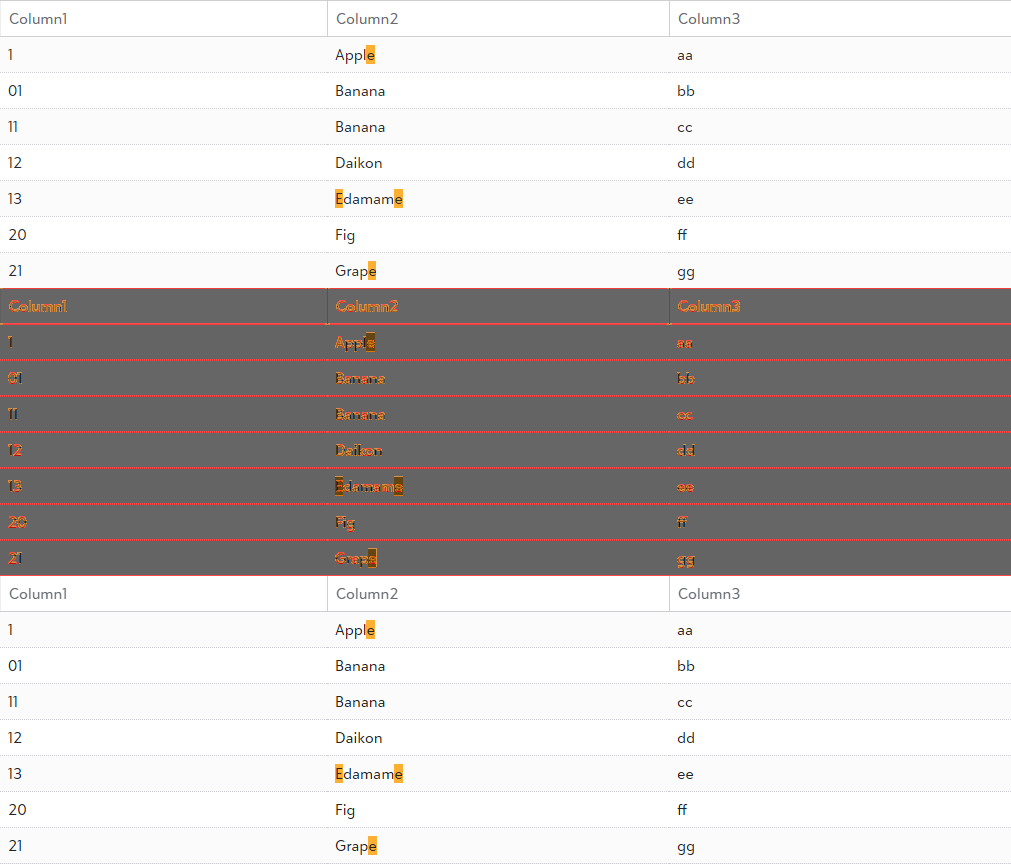 Column1 Column2 Column3
1 Apple aa
01 Banana bb
11 Banana cc
12 Daikon dd
13 Edamame ee
20 Fig ff
21 Grape gg
Column1 Column2 Column3
1 Apple aa
01 Banana bb
11 Banana cc
12 Daikon dd
13 Edamame ee
20 Fig ff
21 Grape gg
Column1 Column2 Column3
1 Apple aa
01 Banana bb
11 Banana cc
12 Daikon dd
13 Edamame ee
20 Fig ff
21 Grape gg